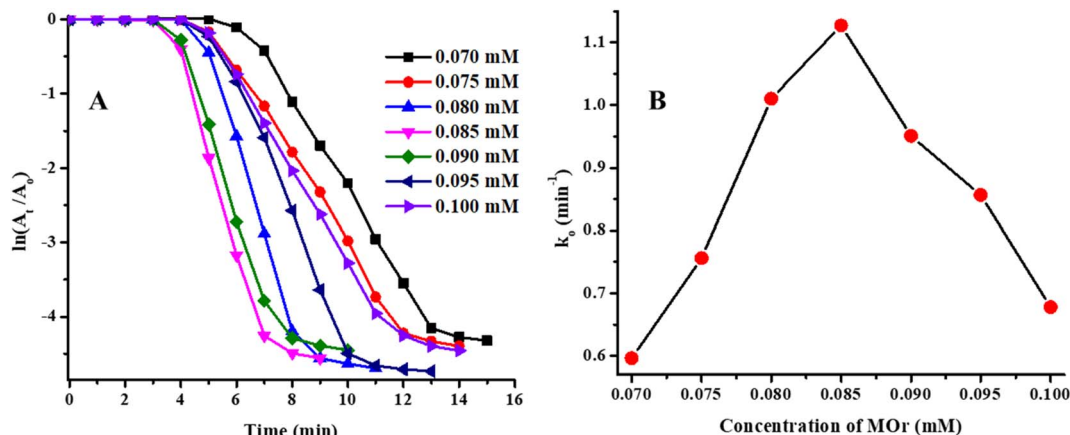 0
-1
-2
-3
-4
ln(Aₜ /Aₒ)
A
0.070 mM
0.075 mM
0.080 mM
0.085 mM
0.090 mM
0.095 mM
0.100 mM
0 2 4 6 8 10 12 14 16
Time (min)
B
1.1
1.0
0.9
0.8
0.7
0.6
kₒ (min⁻¹)
0.070 0.075 0.080 0.085 0.090 0.095 0.100
Concentration of MOr (mM)